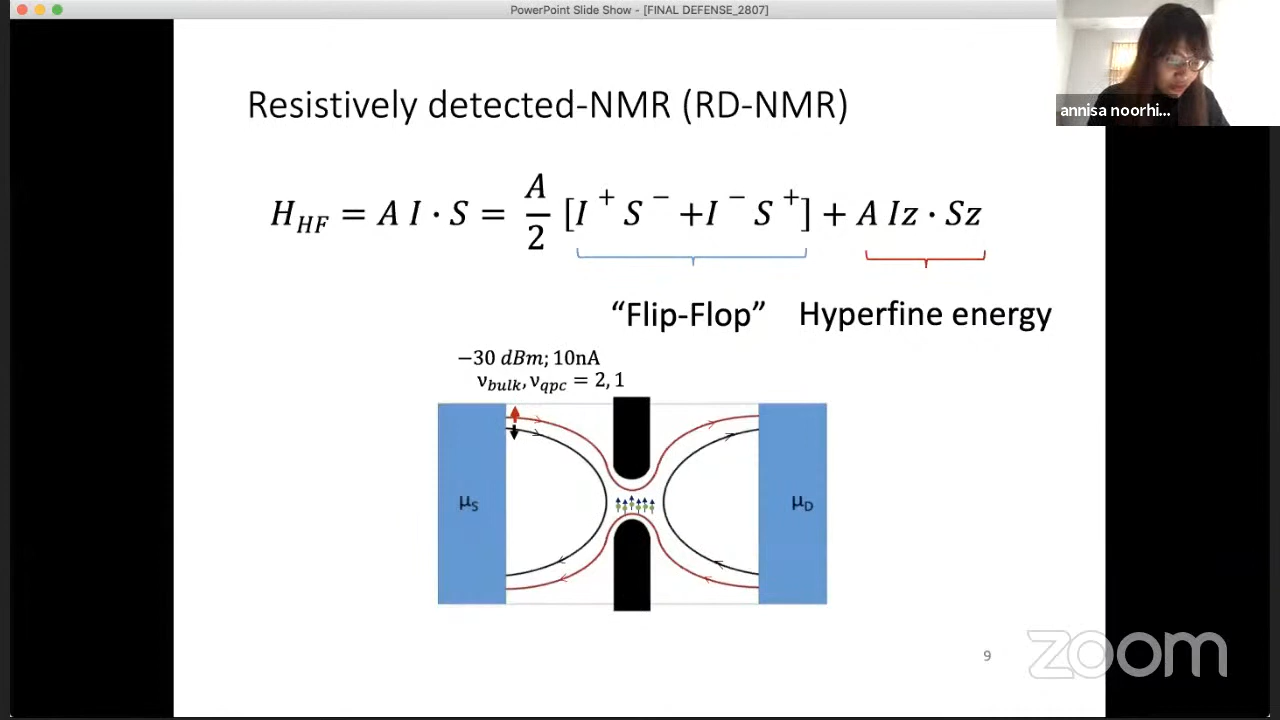 PowerPoint Slide Show - [FINAL DEFENSE_2807]
annisa noorhi...
Resistively detected-NMR (RD-NMR)
H_HF = A I · S = A/2 [I^+ S^- + I^- S^+] + A Iz · Sz
“Flip-Flop” Hyperfine energy
−30 dBm; 10nA
ν_bulk, ν_qpc = 2, 1
μ_S μ_D
9
zoom